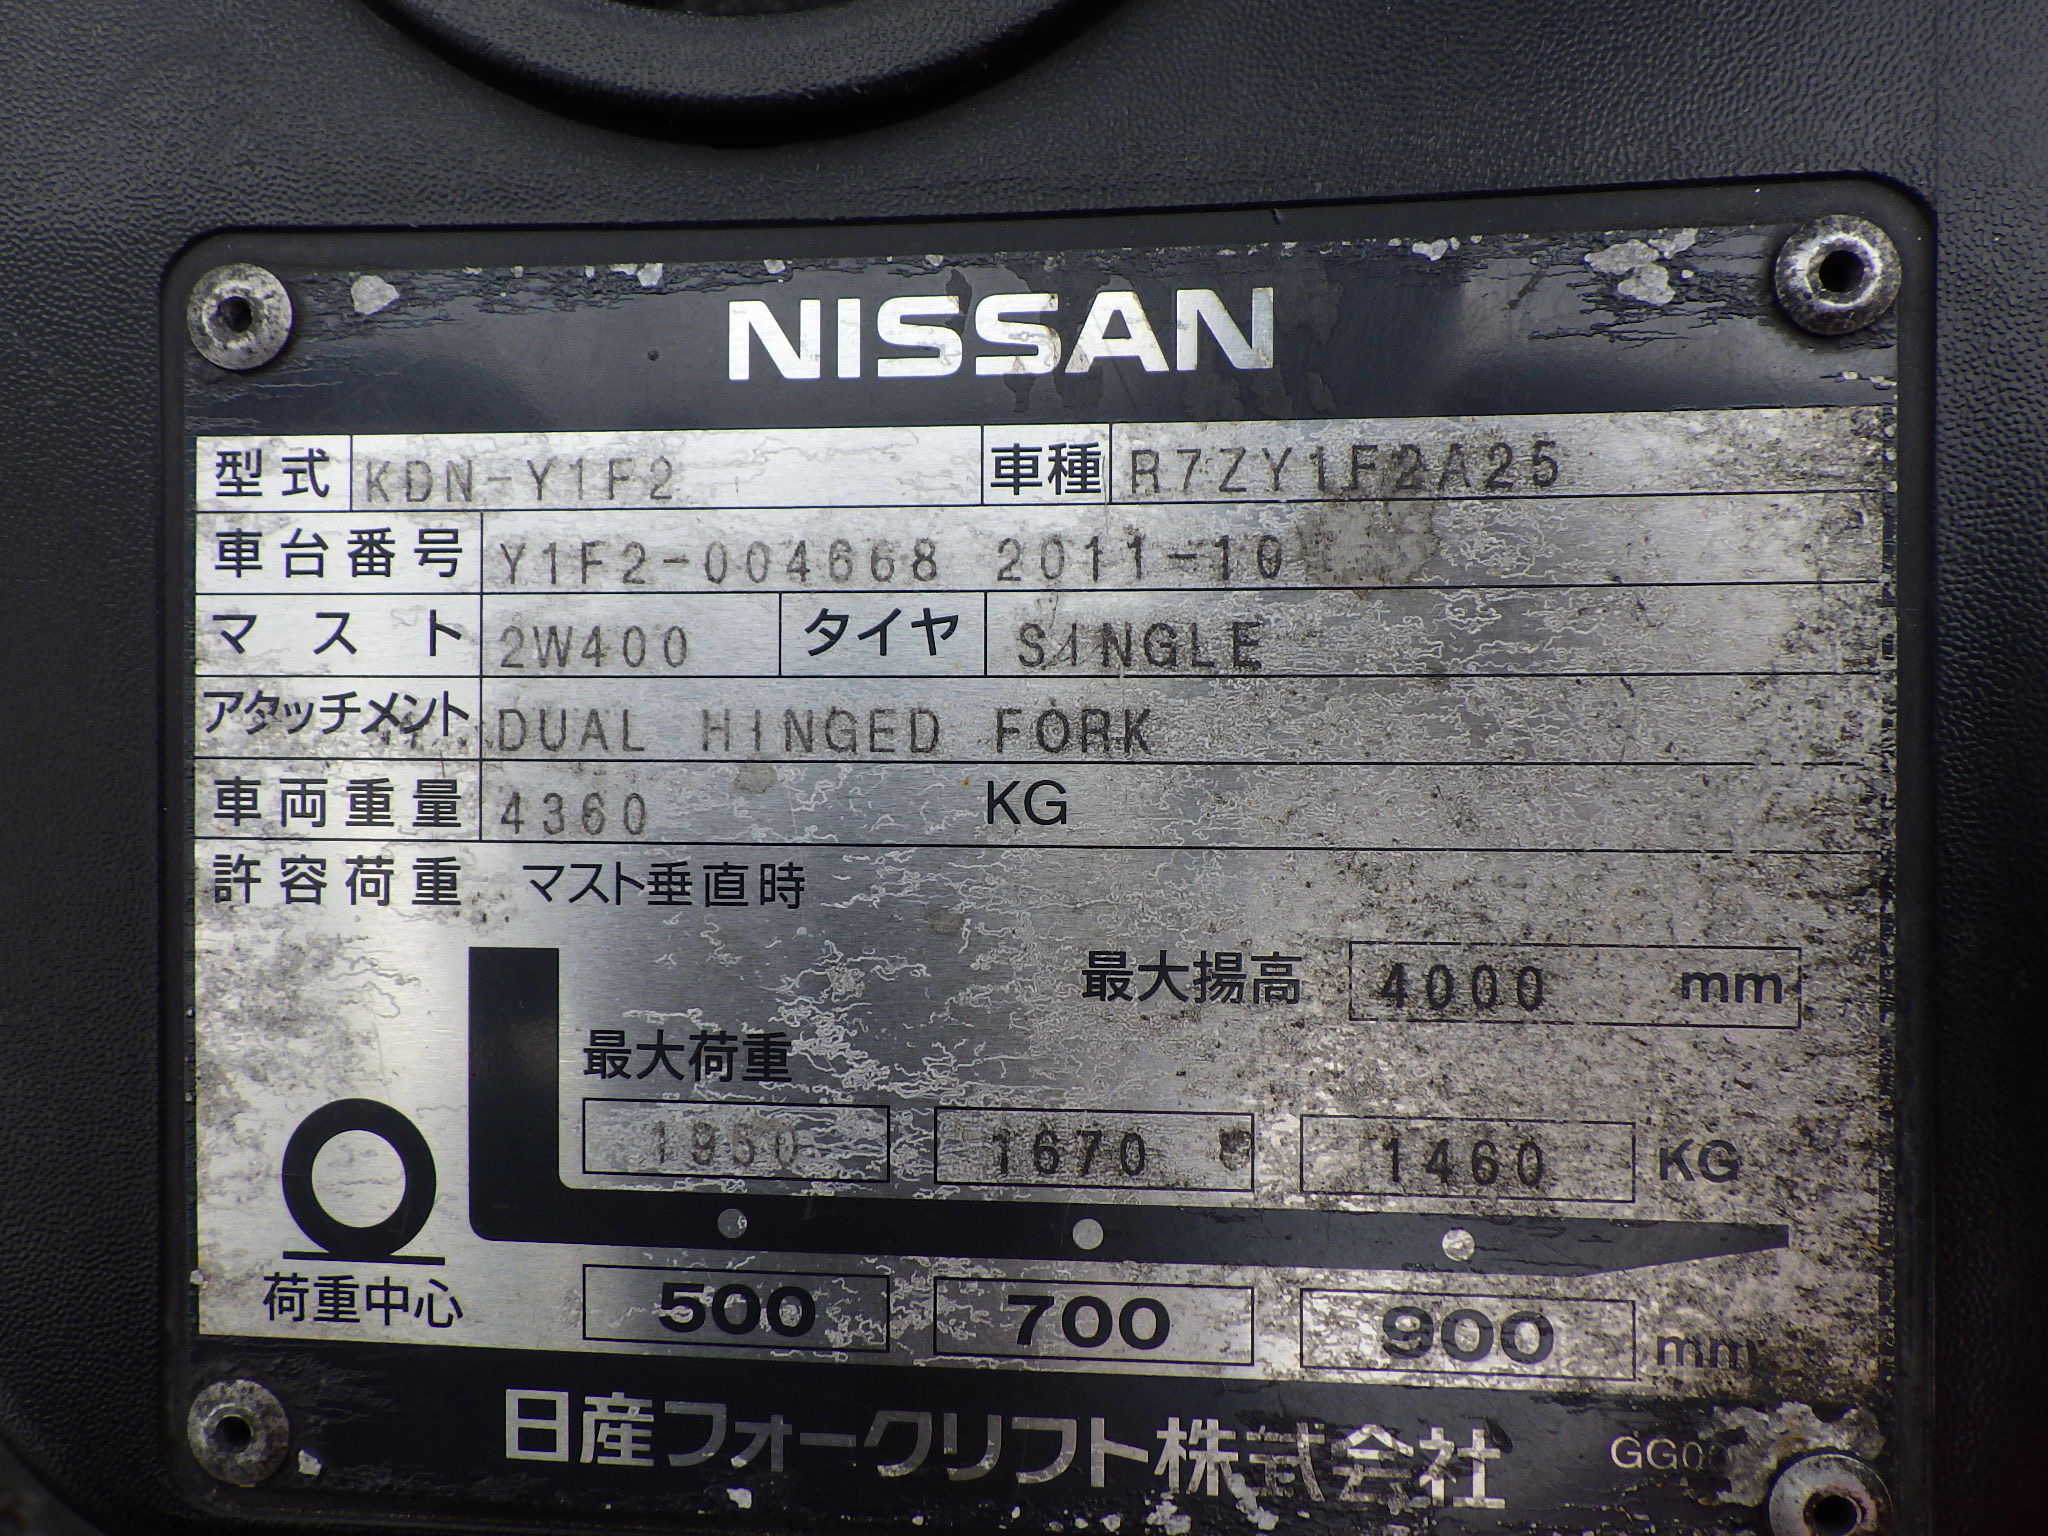 NISSAN
型式 KDN-Y1F2 車種 R7ZY1F2A25
車台番号 Y1F2-004668 2011-10
マスト 2W400 タイヤ SINGLE
アタッチメント DUAL HINGED FORK
車両重量 4360 KG
許容荷重 マスト垂直時
最大揚高 4000 mm
最大荷重
1950 1670 1460 KG
荷重中心 500 700 900 mm
日産フォークリフト株式会社